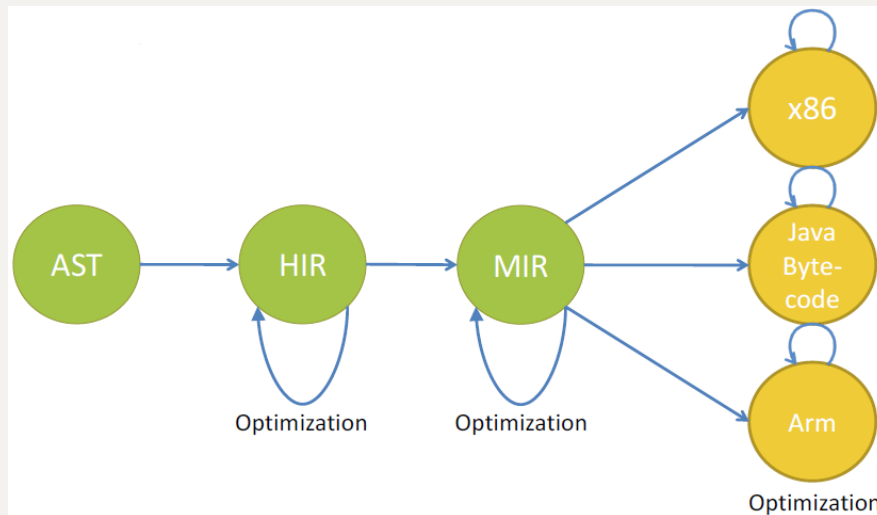 x86
AST
HIR
MIR
Java
Byte-
code
Optimization
Optimization
Arm
Optimization